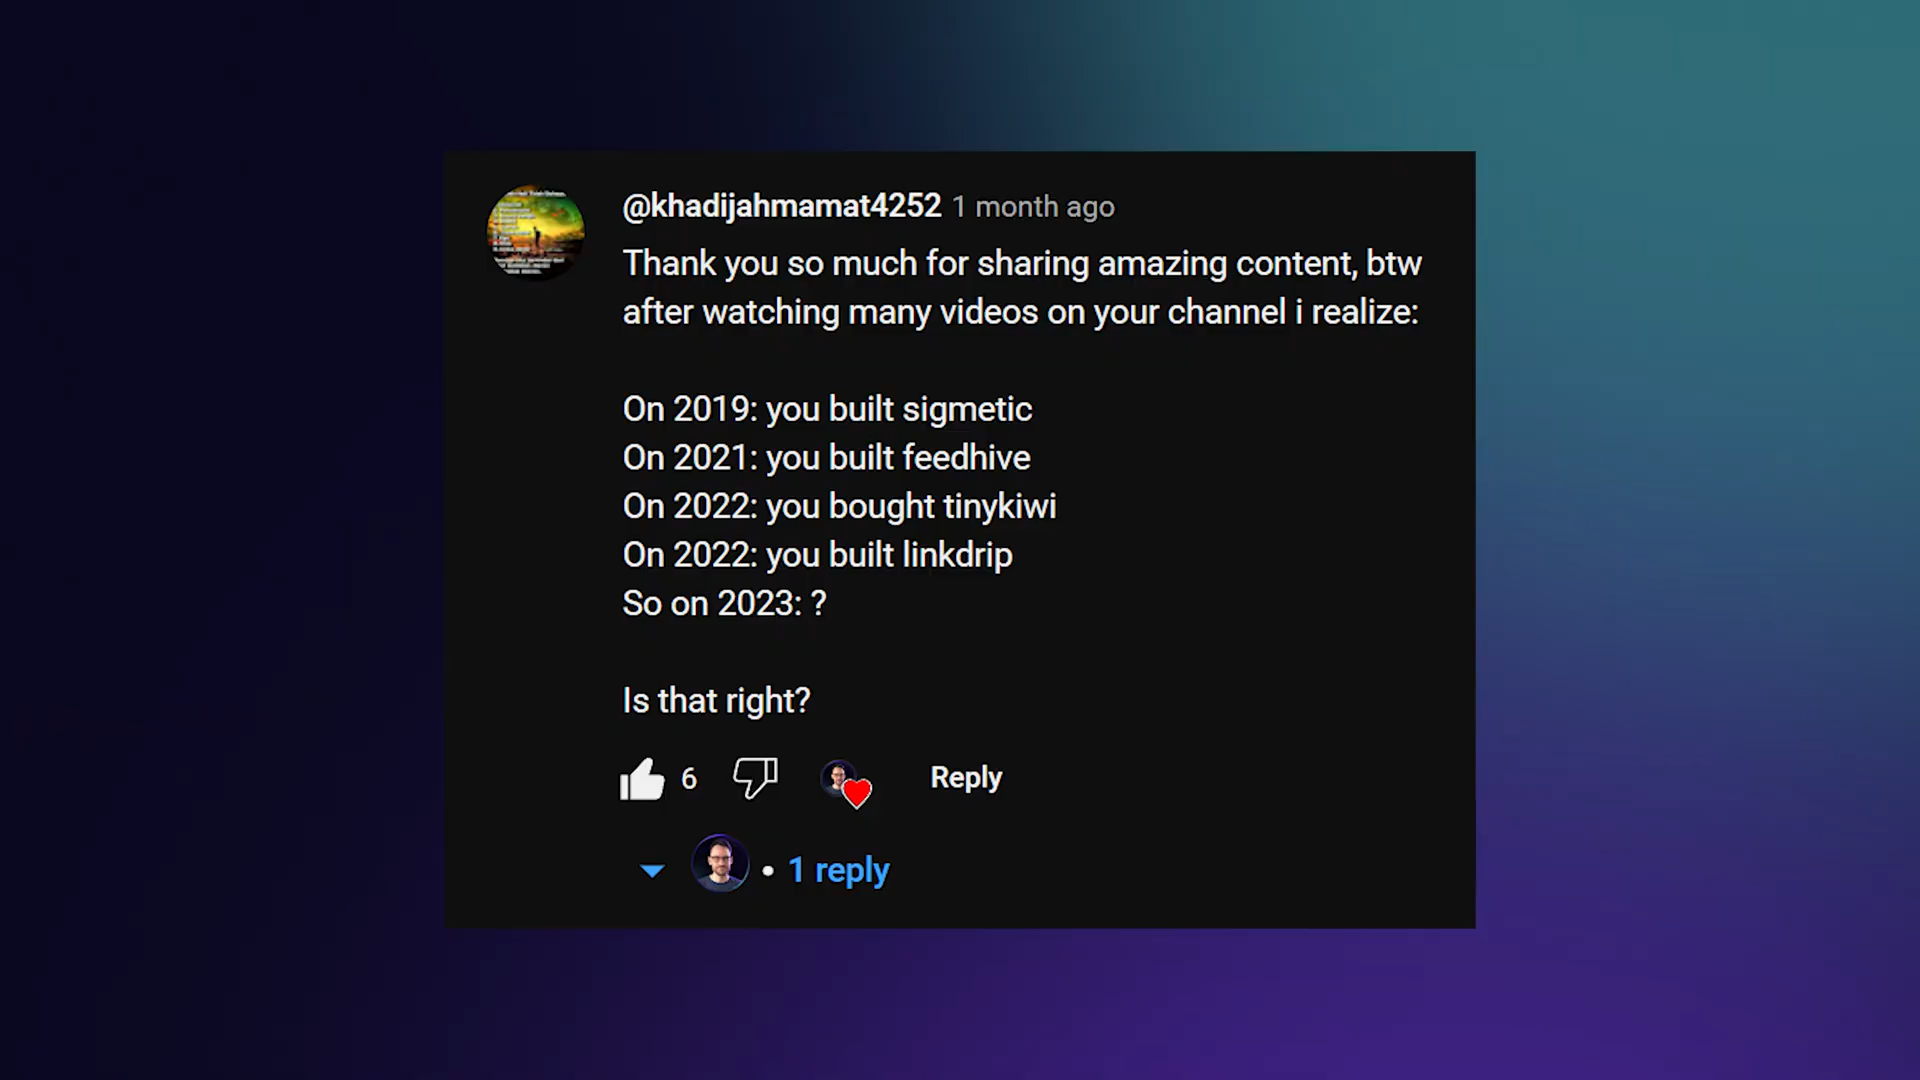 @khadijahmamat4252 1 month ago
Thank you so much for sharing amazing content, btw
after watching many videos on your channel i realize:
On 2019: you built sigmetic
On 2021: you built feedhive
On 2022: you bought tinykiwi
On 2022: you built linkdrip
So on 2023: ?
Is that right?
6 Reply
• 1 reply